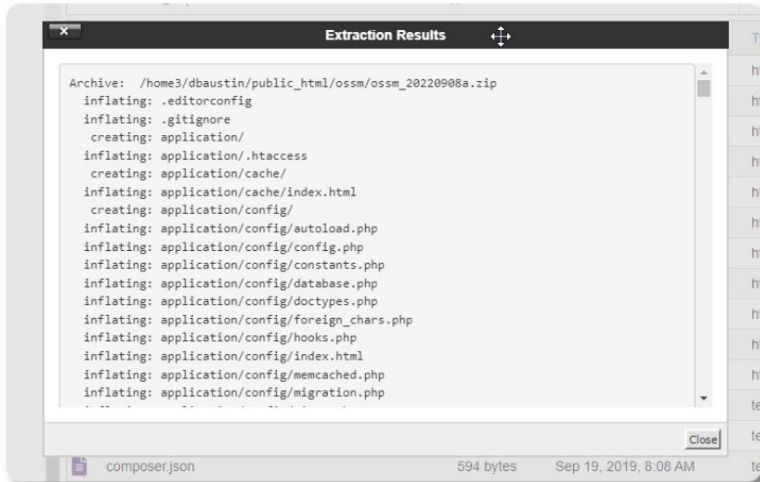 Extraction Results
Archive:  /home3/dbaustin/public_html/ossm/ossm_20220908a.zip
inflating: .editorconfig
inflating: .gitignore
creating: application/
inflating: application/.htaccess
creating: application/cache/
inflating: application/cache/index.html
creating: application/config/
inflating: application/config/autoload.php
inflating: application/config/config.php
inflating: application/config/constants.php
inflating: application/config/database.php
inflating: application/config/doctypes.php
inflating: application/config/foreign_chars.php
inflating: application/config/hooks.php
inflating: application/config/index.html
inflating: application/config/memcached.php
inflating: application/config/migration.php
Close
composer.json 594 bytes Sep 19, 2019, 8:08 AM